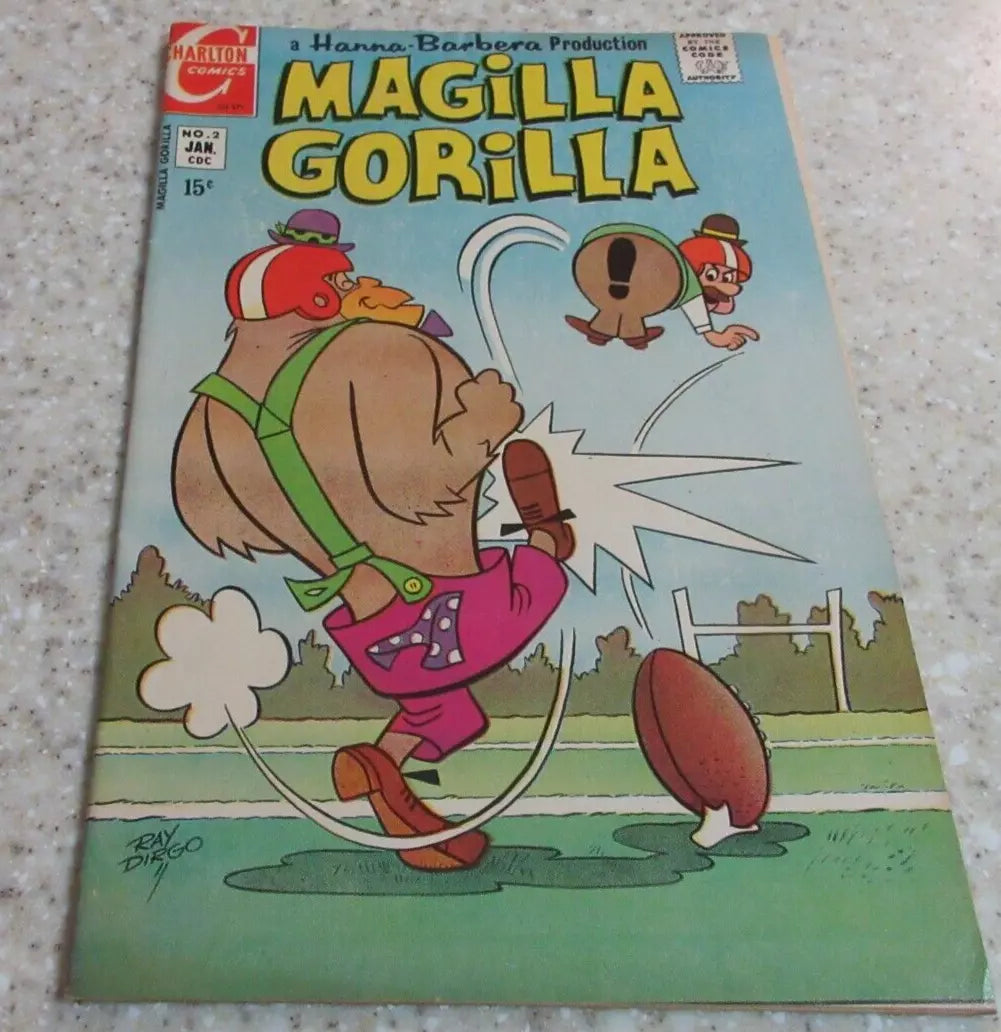 CHARLTON
COMICS
a Hanna-Barbera Production
APPROVED
BY THE
COMICS
CODE
AUTHORITY
MAGiLLA
GORiLLA
NO. 2
JAN.
CDC
15¢
MAGILLA GORILLA
RAY
DIRGO